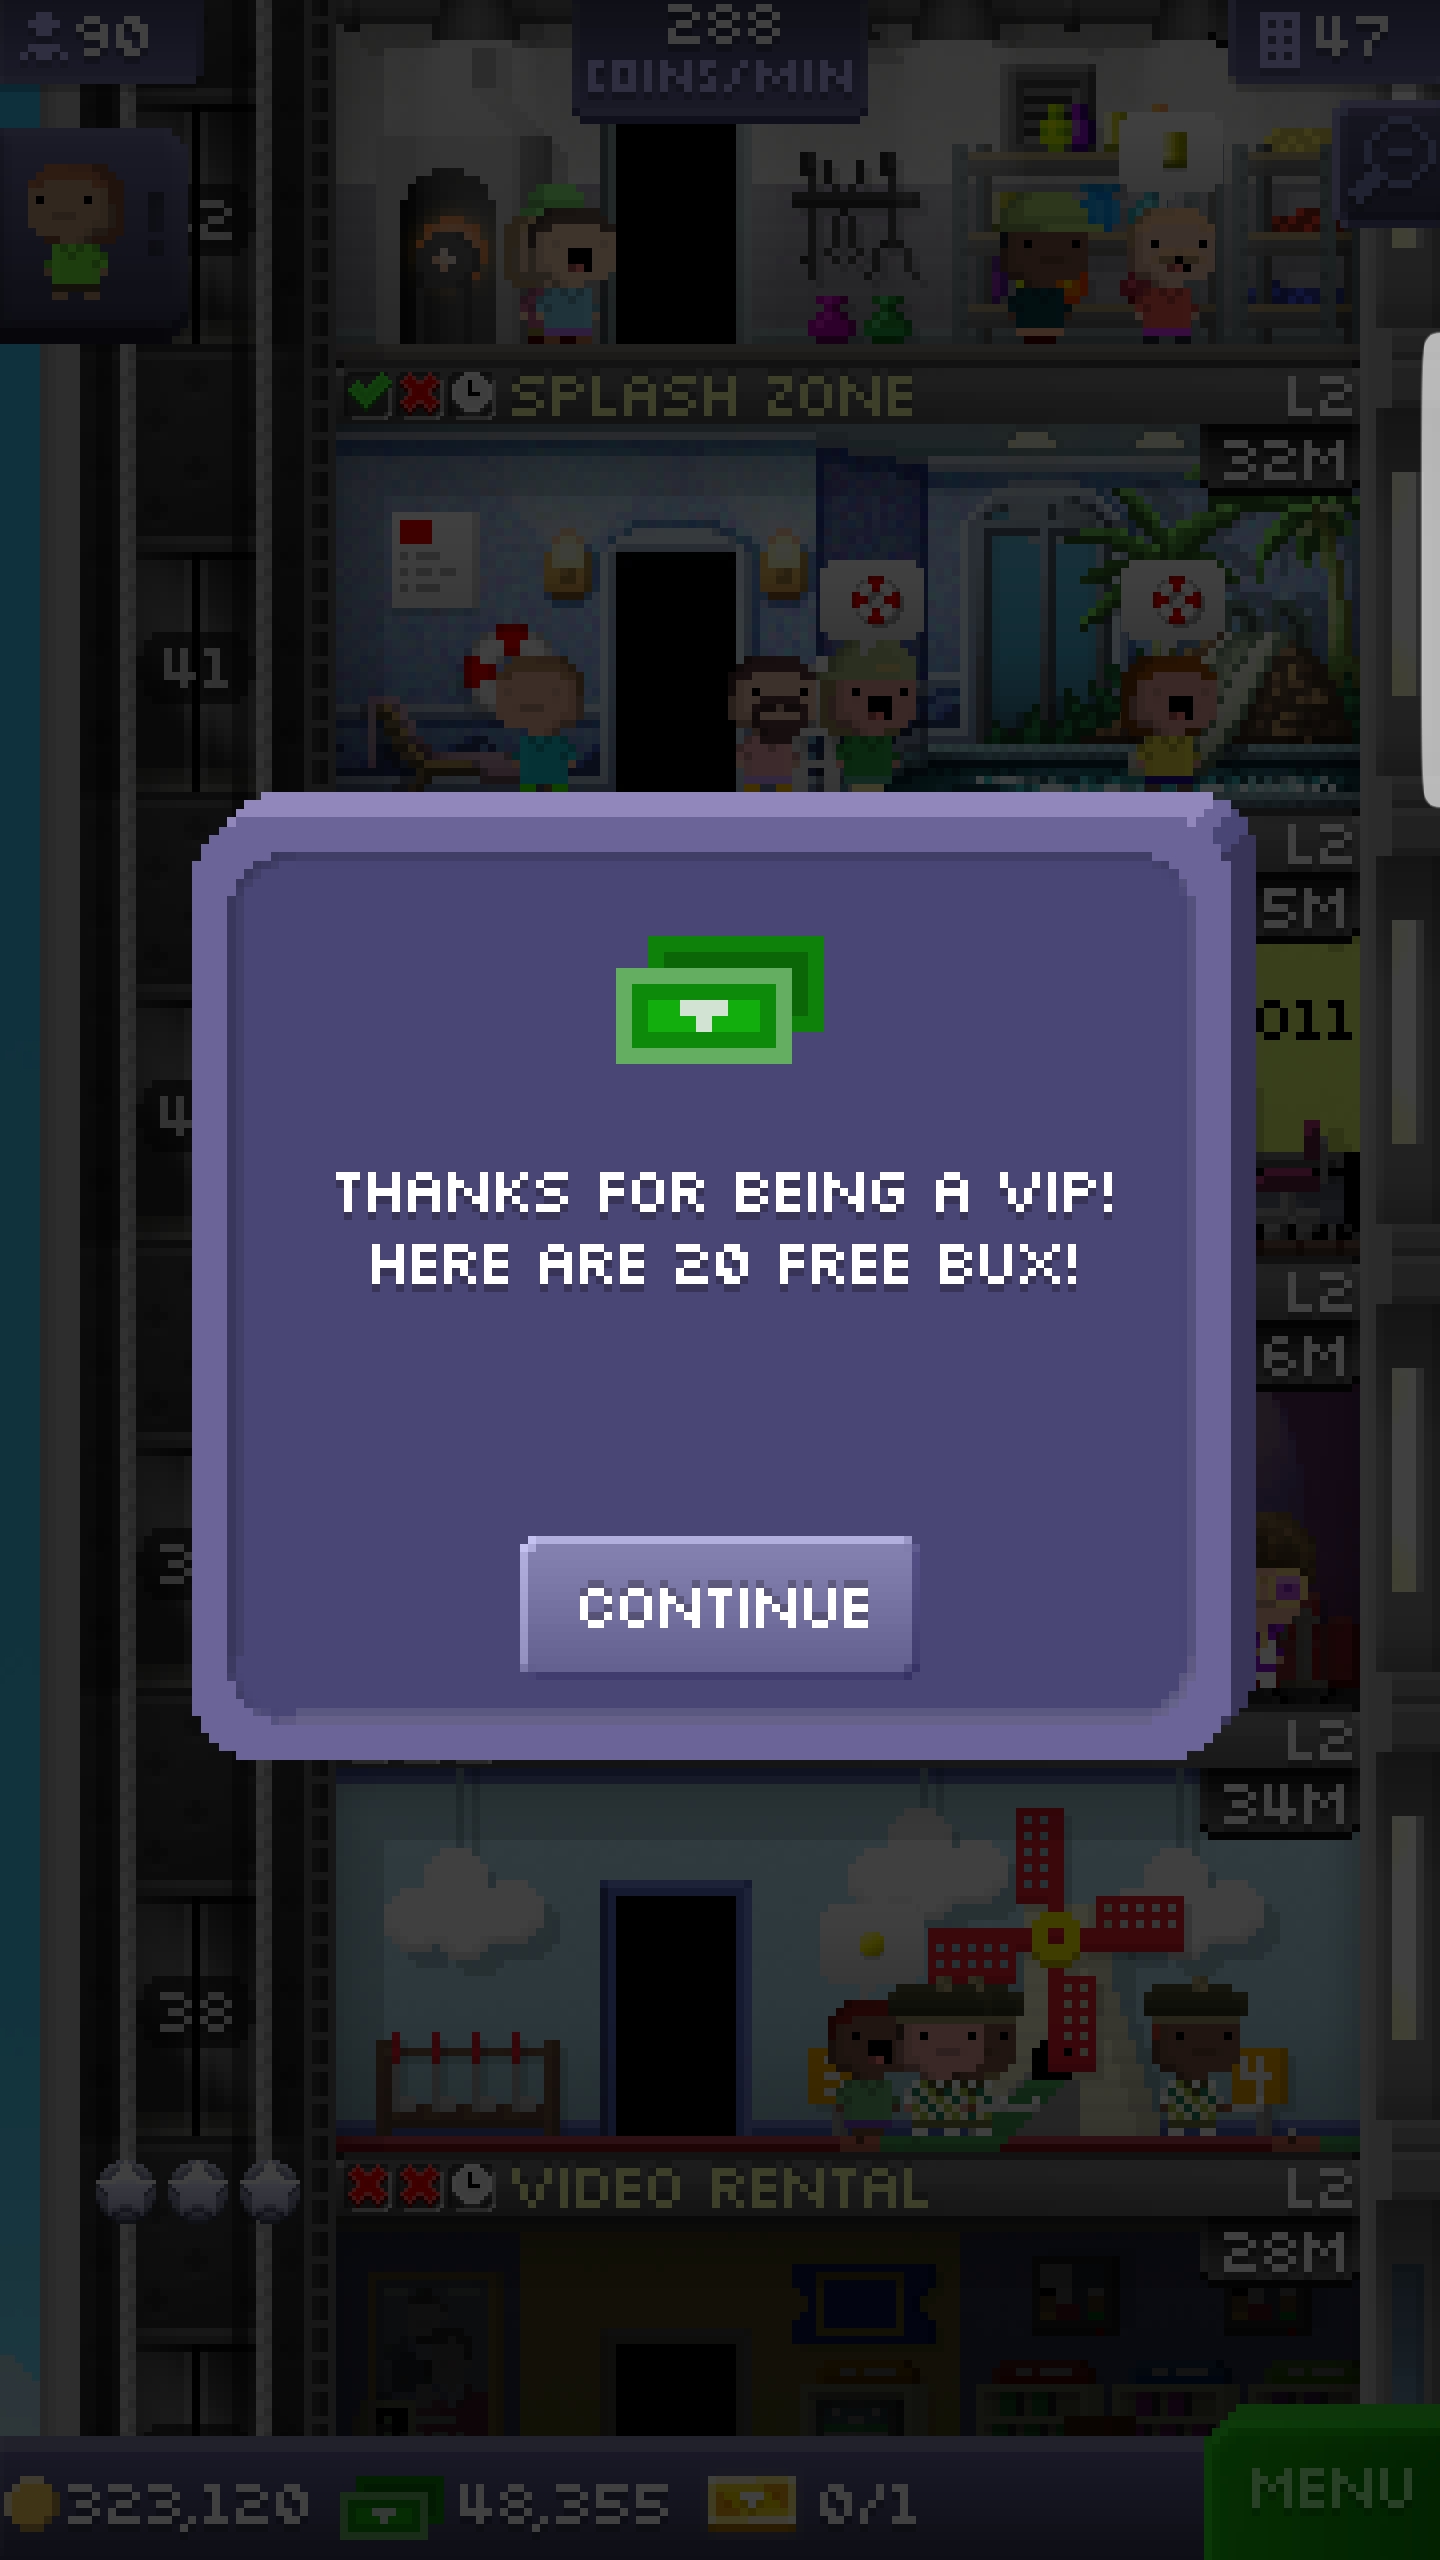 90
288
COINS/MIN
47
!
SPLASH ZONE
L2
32M
41
L2
5M
011
THANKS FOR BEING A VIP!
HERE ARE 20 FREE BUX!
L2
6M
CONTINUE
L2
34M
38
4
VIDEO RENTAL
L2
28M
323,120
48,355
0/1
MENU